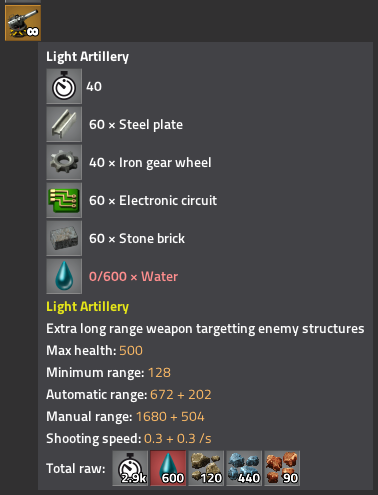 ∞
Light Artillery
40
60 × Steel plate
40 × Iron gear wheel
60 × Electronic circuit
60 × Stone brick
0/600 × Water
Light Artillery
Extra long range weapon targetting enemy structures
Max health: 500
Minimum range: 128
Automatic range: 672 + 202
Manual range: 1680 + 504
Shooting speed: 0.3 + 0.3 /s
Total raw: 2.9k 600 120 440 90